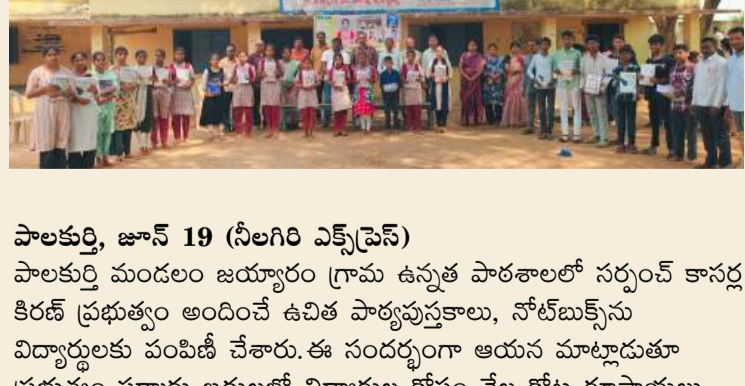 పాలకుర్తి, జూన్ 19 (నీలగిరి ఎక్స్‌ప్రెస్)
పాలకుర్తి మండలం జయ్యారం గ్రామ ఉన్నత పాఠశాలలో సర్పంచ్ కాసర్ల
కిరణ్ ప్రభుత్వం అందించే ఉచిత పాఠ్యపుస్తకాలు, నోట్‌బుక్స్‌ను
విద్యార్థులకు పంపిణీ చేశారు.ఈ సందర్భంగా ఆయన మాట్లాడుతూ